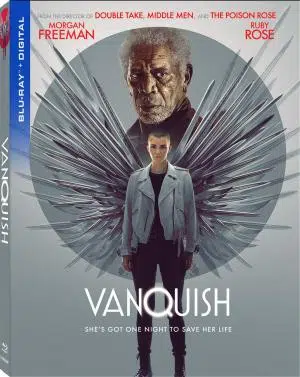 BLU-RAY + DIGITAL
VANQUISH
FROM THE DIRECTOR OF DOUBLE TAKE, MIDDLE MEN, AND THE POISON ROSE
MORGAN
FREEMAN
RUBY
ROSE
VANQUISH
SHE'S GOT ONE NIGHT TO SAVE HER LIFE